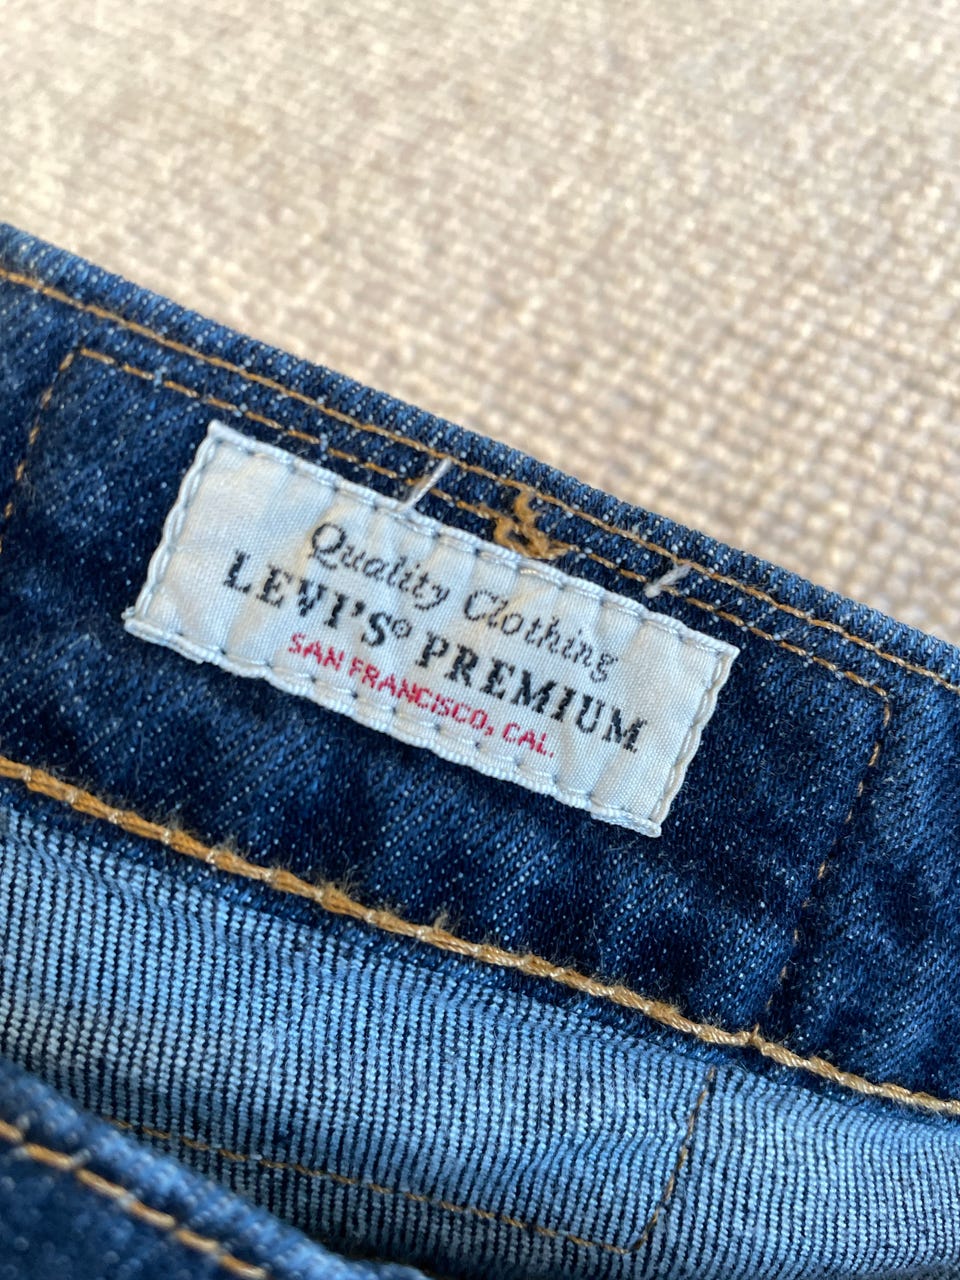 Quality Clothing
LEVI'S® PREMIUM
SAN FRANCISCO, CAL.